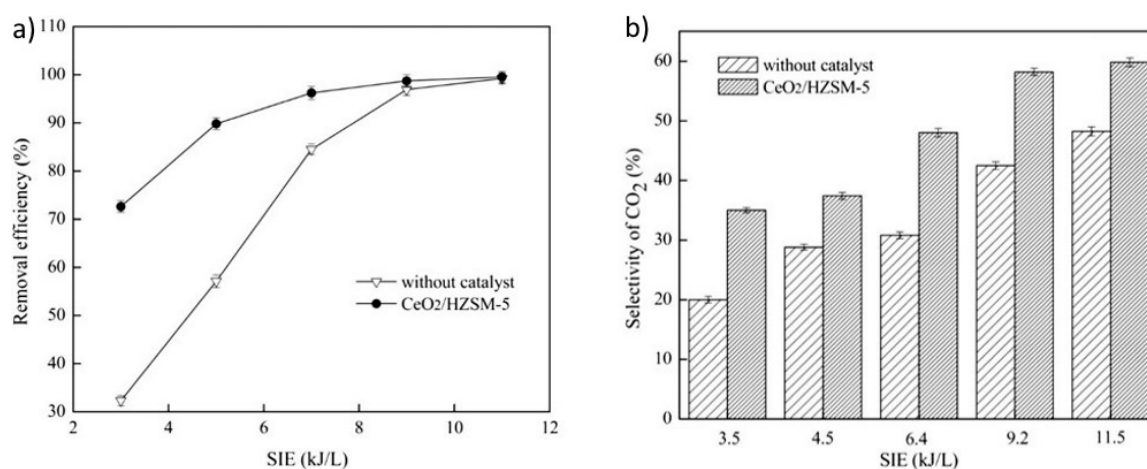 a)
Removal efficiency (%)
110
100
90
80
70
60
50
40
30
without catalyst
CeO2/HZSM-5
2 4 6 8 10 12
SIE (kJ/L)
b)
Selectivity of CO2 (%)
60
50
40
30
20
10
0
without catalyst
CeO2/HZSM-5
3.5 4.5 6.4 9.2 11.5
SIE (kJ/L)